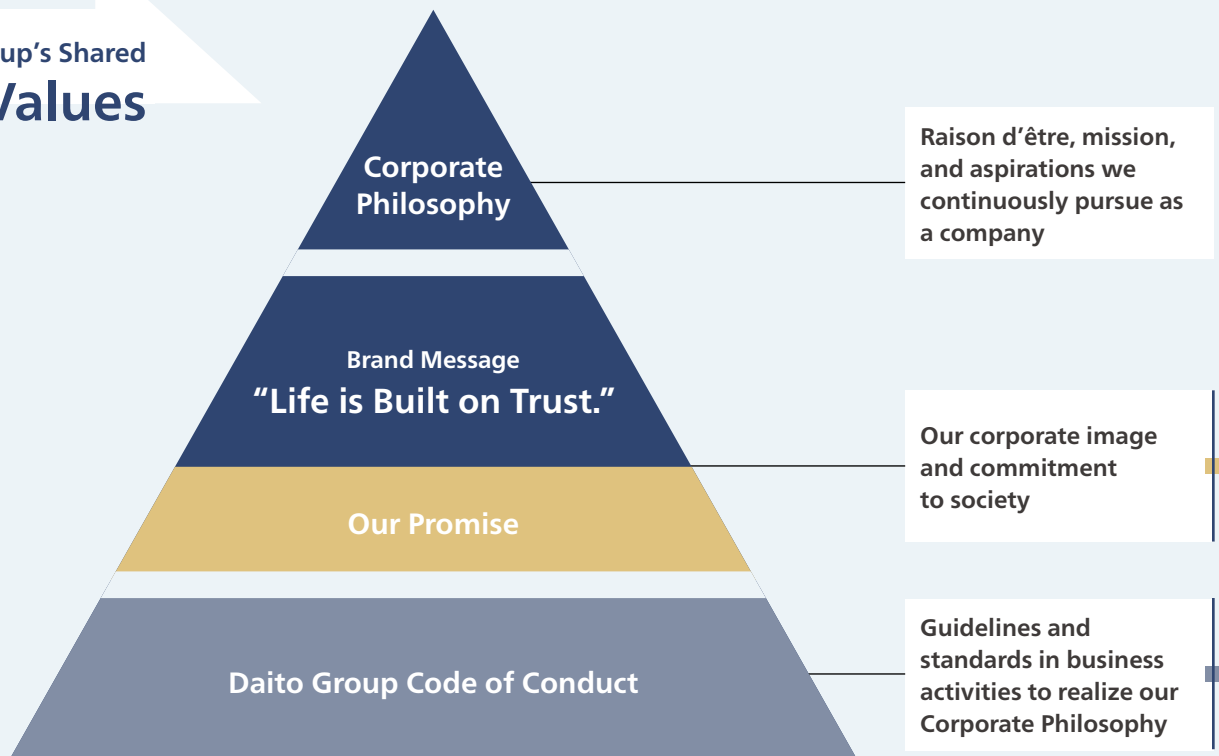 up's Shared
Values
Corporate
Philosophy
Raison d'être, mission,
and aspirations we
continuously pursue as
a company
Brand Message
“Life is Built on Trust.”
Our corporate image
and commitment
to society
Our Promise
Guidelines and
standards in business
activities to realize our
Corporate Philosophy
Daito Group Code of Conduct